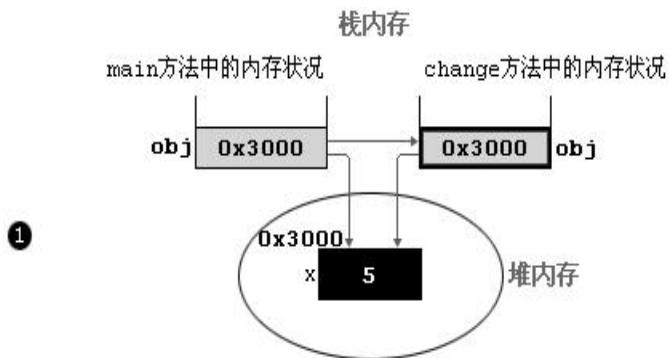 栈内存
main方法中的内存状况 change方法中的内存状况
obj 0x3000 0x3000 obj
❶
0x3000
x 5 堆内存